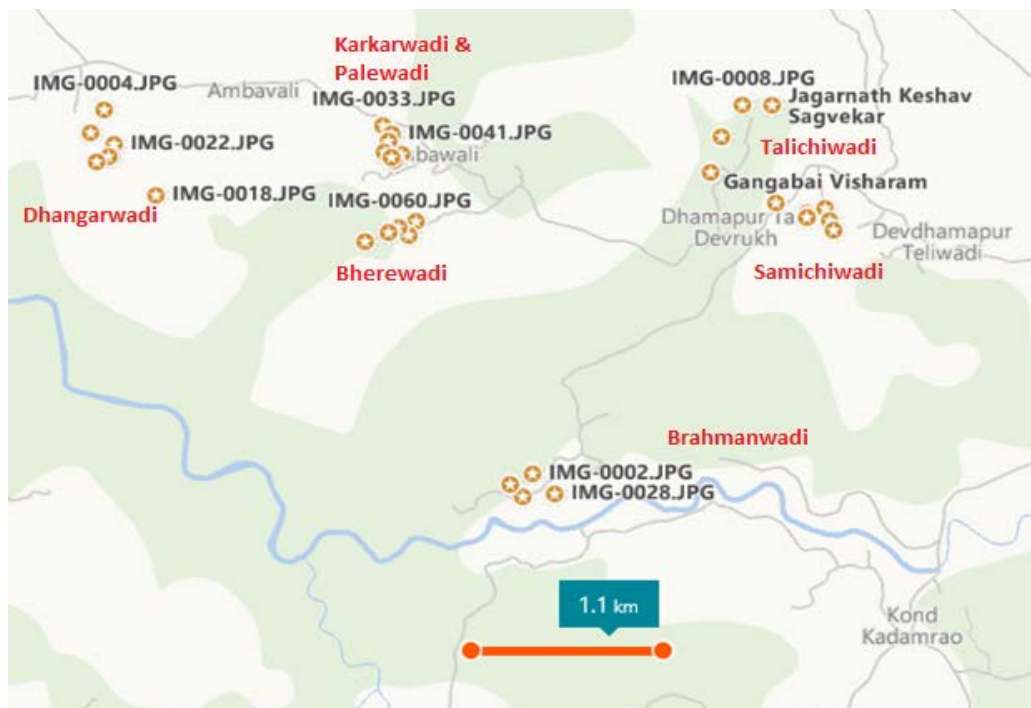 Karkarwadi &
Palewadi
IMG-0004.JPG
Ambavali
IMG-0033.JPG
IMG-0008.JPG
Jagarnath Keshav
Sagvekar
IMG-0022.JPG
IMG-0041.JPG
bawali
Talichiwadi
IMG-0018.JPG
IMG-0060.JPG
Gangabai Visharam
Dhangarwadi
Dhamapur Ta
Devrukh
Devdhamapur
Teliwadi
Bherewadi
Samichiwadi
Brahmanwadi
IMG-0002.JPG
IMG-0028.JPG
1.1 km
Kond
Kadamrao